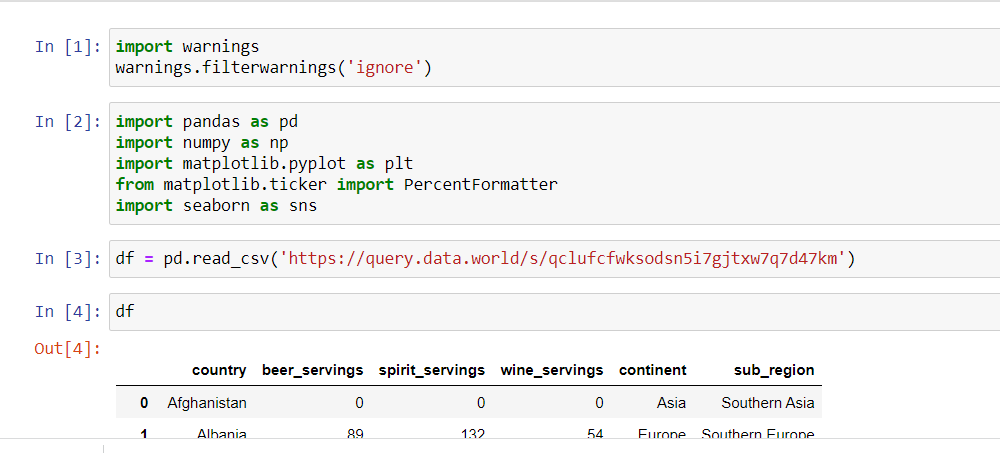 In [1]: import warnings
warnings.filterwarnings('ignore')
In [2]: import pandas as pd
import numpy as np
import matplotlib.pyplot as plt
from matplotlib.ticker import PercentFormatter
import seaborn as sns
In [3]: df = pd.read_csv('https://query.data.world/s/qclufcfwksodsn5i7gjtxw7q7d47km')
In [4]: df
Out[4]:
country beer_servings spirit_servings wine_servings continent sub_region
0 Afghanistan 0 0 0 Asia Southern Asia
1 Albania 89 132 54 Europe Southern Europe